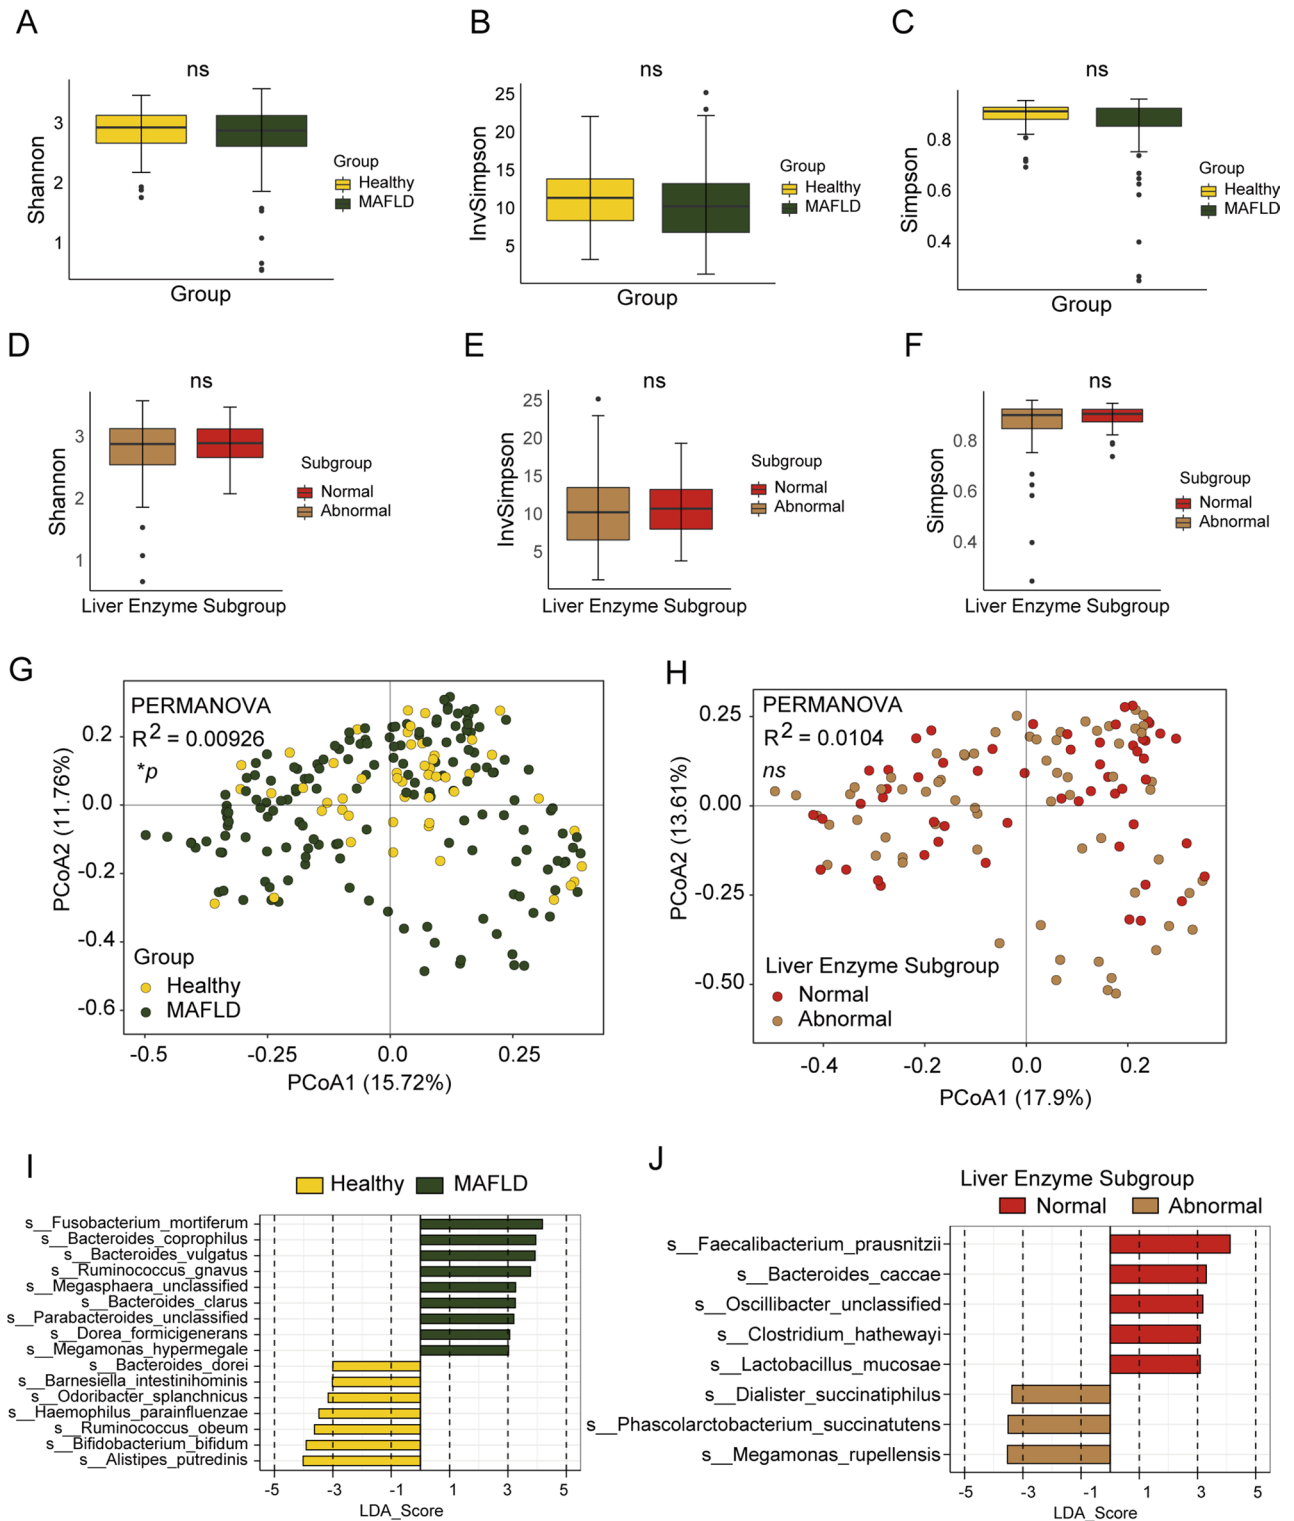 A
ns
Shannon
3
2
1
Group
Group
Healthy
MAFLD
B
ns
InvSimpson
25
20
15
10
5
Group
Group
Healthy
MAFLD
C
ns
Simpson
0.8
0.6
0.4
Group
Group
Healthy
MAFLD
D
ns
Shannon
3
2
1
Liver Enzyme Subgroup
Subgroup
Normal
Abnormal
E
ns
InvSimpson
25
20
15
10
5
Liver Enzyme Subgroup
Subgroup
Normal
Abnormal
F
ns
Simpson
0.8
0.6
0.4
Liver Enzyme Subgroup
Subgroup
Normal
Abnormal
G
PERMANOVA
R2 = 0.00926
*p
PCoA2 (11.76%)
0.2
0.0
-0.2
-0.4
-0.6
Group
Healthy
MAFLD
-0.5 -0.25 0.0 0.25
PCoA1 (15.72%)
H
PERMANOVA
R2 = 0.0104
ns
PCoA2 (13.61%)
0.25
0.00
-0.25
-0.50
Liver Enzyme Subgroup
Normal
Abnormal
-0.4 -0.2 0.0 0.2
PCoA1 (17.9%)
I
Healthy MAFLD
s__Fusobacterium_mortiferum
s__Bacteroides_coprophilus
s__Bacteroides_vulgatus
s__Ruminococcus_gnavus
s__Megasphaera_unclassified
s__Bacteroides_clarus
s__Parabacteroides_unclassified
s__Dorea_formicigenerans
s__Megamonas_hypermegale
s__Bacteroides_dorei
s__Barnesiella_intestinihominis
s__Odoribacter_splanchnicus
s__Haemophilus_parainfluenzae
s__Ruminococcus_obeum
s__Bifidobacterium_bifidum
s__Alistipes_putredinis
-5 -3 -1 1 3 5
LDA_Score
J
Liver Enzyme Subgroup
Normal Abnormal
s__Faecalibacterium_prausnitzii
s__Bacteroides_caccae
s__Oscillibacter_unclassified
s__Clostridium_hathewayi
s__Lactobacillus_mucosae
s__Dialister_succinatiphilus
s__Phascolarctobacterium_succinatutens
s__Megamonas_rupellensis
-5 -3 -1 1 3 5
LDA_Score